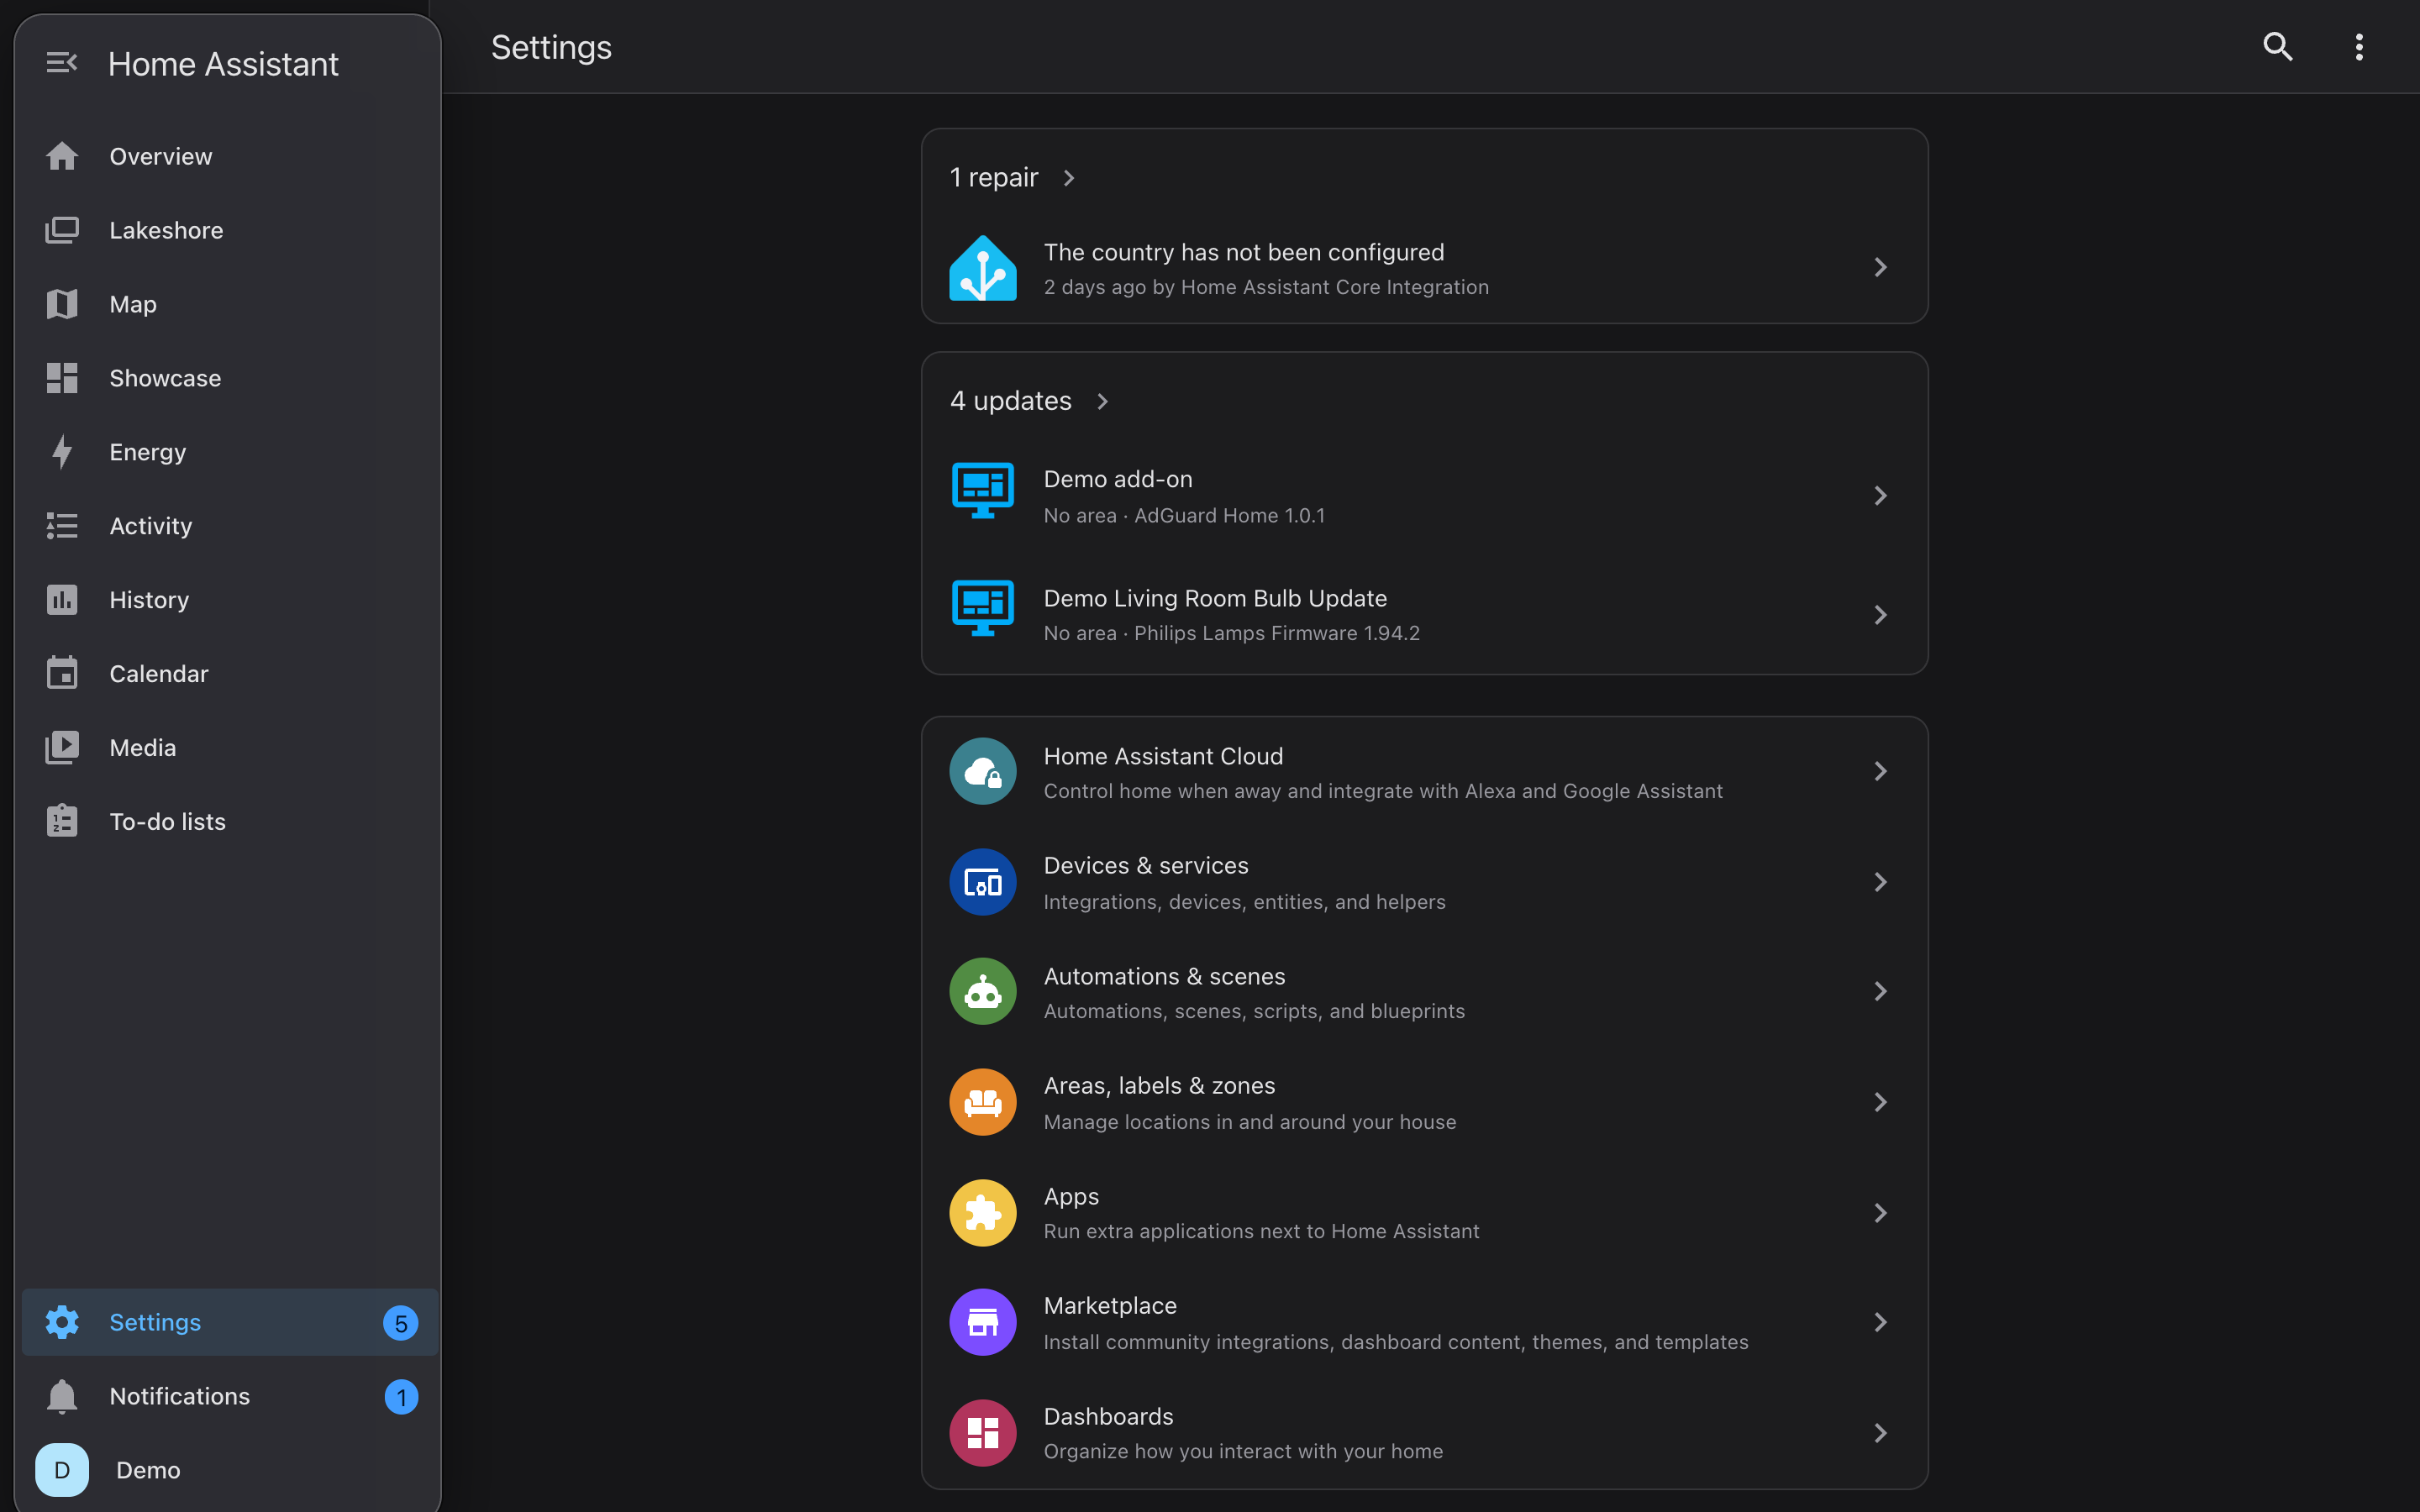 Home Assistant
Overview
Lakeshore
Map
Showcase
Energy
Activity
History
Calendar
Media
To-do lists
Settings 5
Notifications 1
D Demo
Settings
1 repair
The country has not been configured
2 days ago by Home Assistant Core Integration
4 updates
Demo add-on
No area · AdGuard Home 1.0.1
Demo Living Room Bulb Update
No area · Philips Lamps Firmware 1.94.2
Home Assistant Cloud
Control home when away and integrate with Alexa and Google Assistant
Devices & services
Integrations, devices, entities, and helpers
Automations & scenes
Automations, scenes, scripts, and blueprints
Areas, labels & zones
Manage locations in and around your house
Apps
Run extra applications next to Home Assistant
Marketplace
Install community integrations, dashboard content, themes, and templates
Dashboards
Organize how you interact with your home